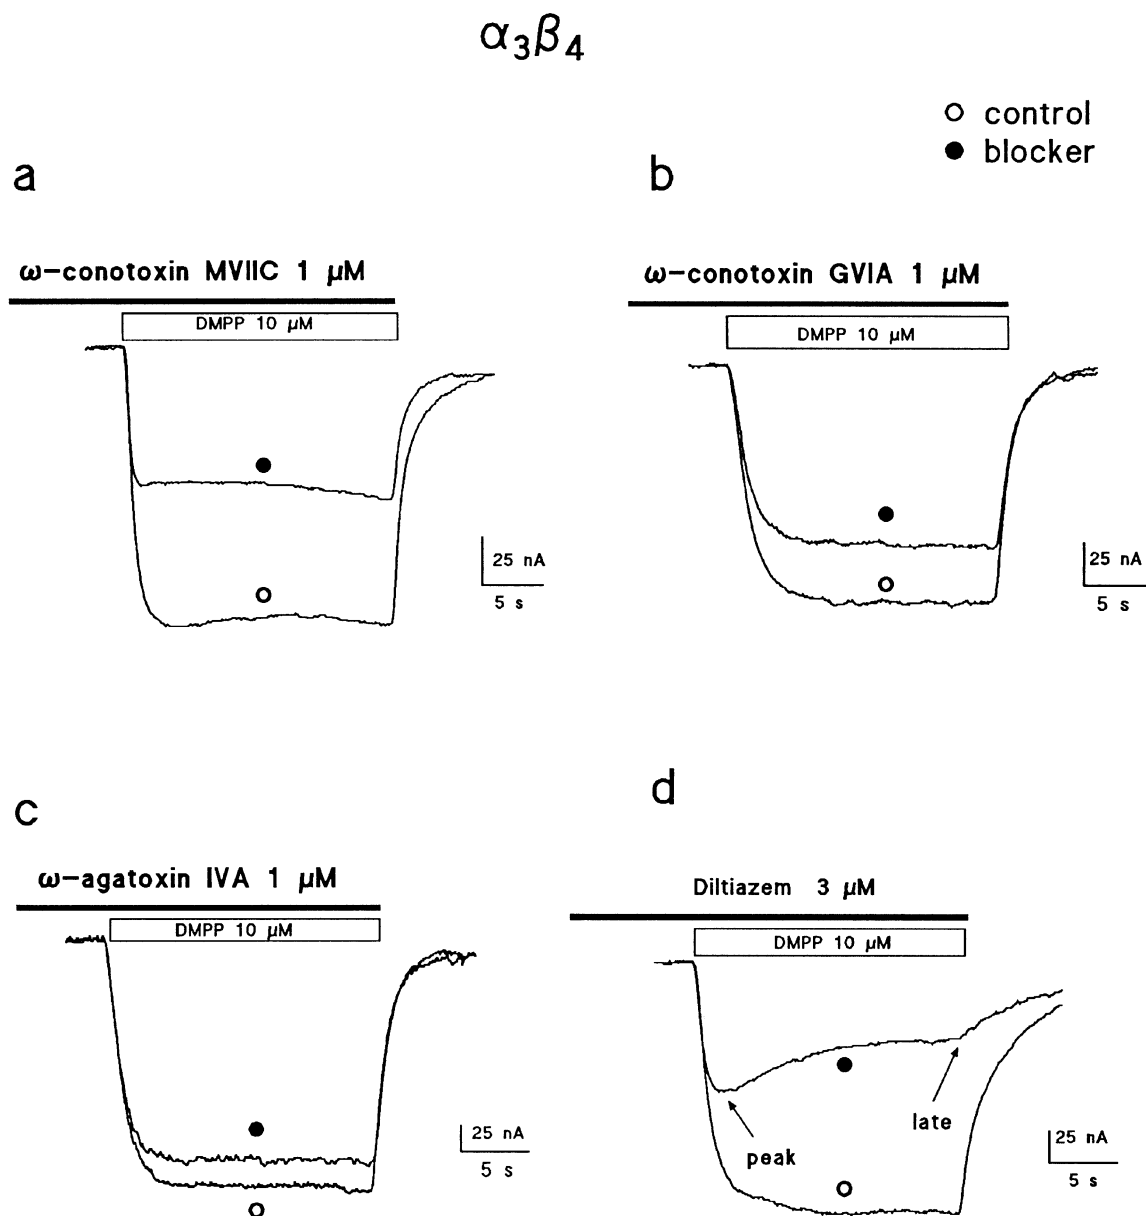 α3β4
control
blocker
a
ω-conotoxin MVIIC 1 μM
DMPP 10 μM
25 nA
5 s
b
ω-conotoxin GVIA 1 μM
DMPP 10 μM
25 nA
5 s
c
ω-agatoxin IVA 1 μM
DMPP 10 μM
25 nA
5 s
d
Diltiazem 3 μM
DMPP 10 μM
peak
late
25 nA
5 s